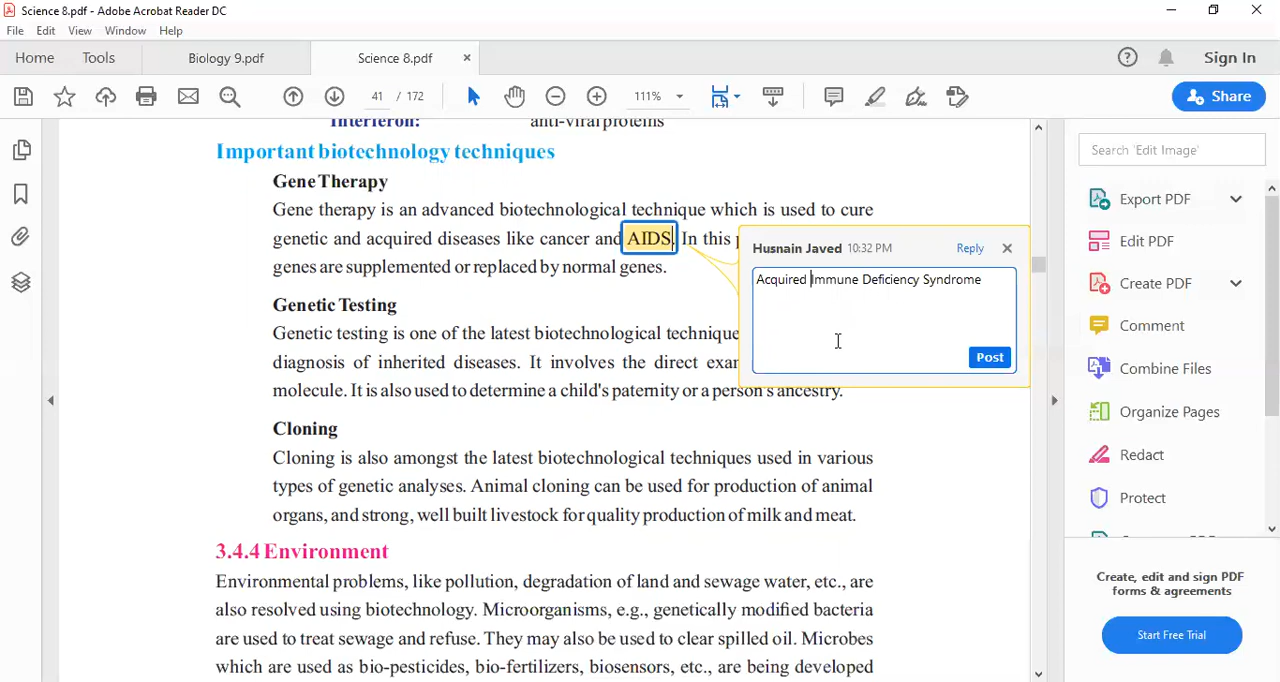 Science 8.pdf - Adobe Acrobat Reader DC
File Edit View Window Help
Home Tools Biology 9.pdf Science 8.pdf × Sign In
41 / 172 111% Share
Interferon: anti-viral proteins
Important biotechnology techniques
Gene Therapy
Gene therapy is an advanced biotechnological technique which is used to cure
genetic and acquired diseases like cancer and AIDS. In this
genes are supplemented or replaced by normal genes.
Genetic Testing
Genetic testing is one of the latest biotechnological technique
diagnosis of inherited diseases. It involves the direct
molecule. It is also used to determine a child's paternity or a person's ancestry.
Cloning
Cloning is also amongst the latest biotechnological techniques used in various
types of genetic analyses. Animal cloning can be used for production of animal
organs, and strong, well built livestock for quality production of milk and meat.
3.4.4 Environment
Environmental problems, like pollution, degradation of land and sewage water, etc., are
also resolved using biotechnology. Microorganisms, e.g., genetically modified bacteria
are used to treat sewage and refuse. They may also be used to clear spilled oil. Microbes
which are used as bio-pesticides, bio-fertilizers, biosensors, etc., are being developed
Husnain Javed 10:32 PM Reply
Acquired Immune Deficiency Syndrome
Post
Search 'Edit Image'
Export PDF
Edit PDF
Create PDF
Comment
Combine Files
Organize Pages
Redact
Protect
Create, edit and sign PDF
forms & agreements
Start Free Trial